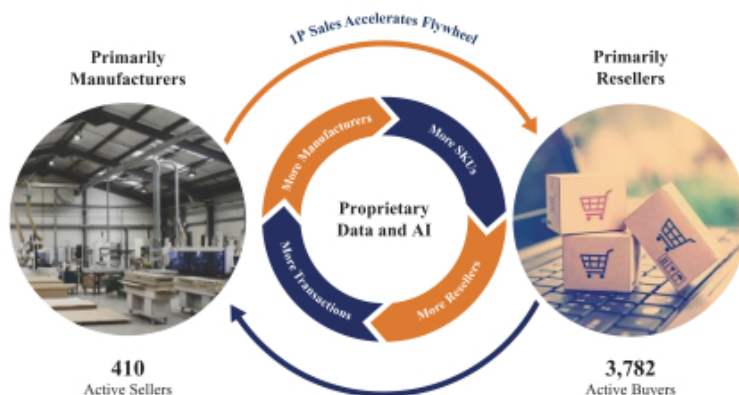 1P Sales Accelerates Flywheel
Primarily
Manufacturers
Primarily
Resellers
More Manufacturers
More SKUs
Proprietary
Data and AI
More Transactions
More Resellers
410
Active Sellers
3,782
Active Buyers